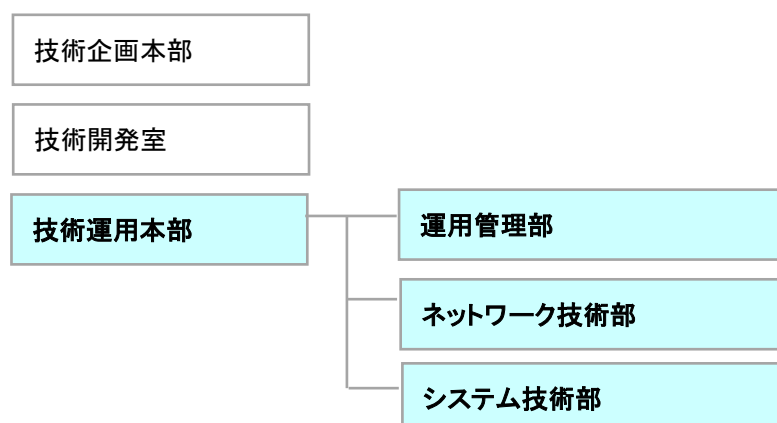 技術企画本部
技術開発室
技術運用本部
運用管理部
ネットワーク技術部
システム技術部